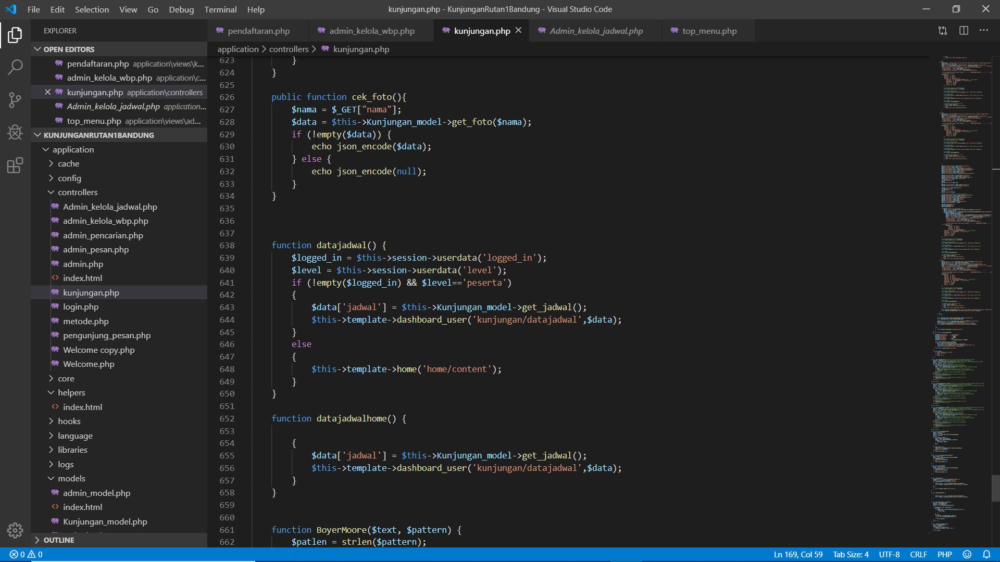 File Edit Selection View Go Debug Terminal Help
kunjungan.php - KunjunganRutan1Bandung - Visual Studio Code
EXPLORER
OPEN EDITORS
pendaftaran.php application\views\k...
admin_kelola_wbp.php application\c...
kunjungan.php application\controllers
Admin_kelola_jadwal.php application...
top_menu.php application\views\ad...
KUNJUNGANRUTAN1BANDUNG
application
cache
config
controllers
Admin_kelola_jadwal.php
admin_kelola_wbp.php
admin_pencarian.php
admin_pesan.php
admin.php
index.html
kunjungan.php
login.php
metode.php
pengunjung_pesan.php
Welcome copy.php
Welcome.php
core
helpers
index.html
hooks
language
libraries
logs
models
admin_model.php
index.html
Kunjungan_model.php
OUTLINE
pendaftaran.php admin_kelola_wbp.php kunjungan.php Admin_kelola_jadwal.php top_menu.php
application > controllers > kunjungan.php
623         }
624     }
625
626     public function cek_foto(){
627         $nama = $_GET["nama"];
628         $data = $this->Kunjungan_model->get_foto($nama);
629         if (!empty($data)) {
630             echo json_encode($data);
631         } else {
632             echo json_encode(null);
633         }
634     }
635
636
637
638     function datajadwal() {
639         $logged_in = $this->session->userdata('logged_in');
640         $level = $this->session->userdata('level');
641         if (!empty($logged_in) && $level=='peserta')
642         {
643             $data['jadwal'] = $this->Kunjungan_model->get_jadwal();
644             $this->template->dashboard_user('kunjungan/datajadwal',$data);
645         }
646         else
647         {
648             $this->template->home('home/content');
649         }
650     }
651
652     function datajadwalhome() {
653
654         {
655             $data['jadwal'] = $this->Kunjungan_model->get_jadwal();
656             $this->template->dashboard_user('kunjungan/datajadwal',$data);
657         }
658     }
659
660
661     function BoyerMoore($text, $pattern) {
662         $patlen = strlen($pattern);
0 0
Ln 169, Col 59 Tab Size: 4 UTF-8 CRLF PHP